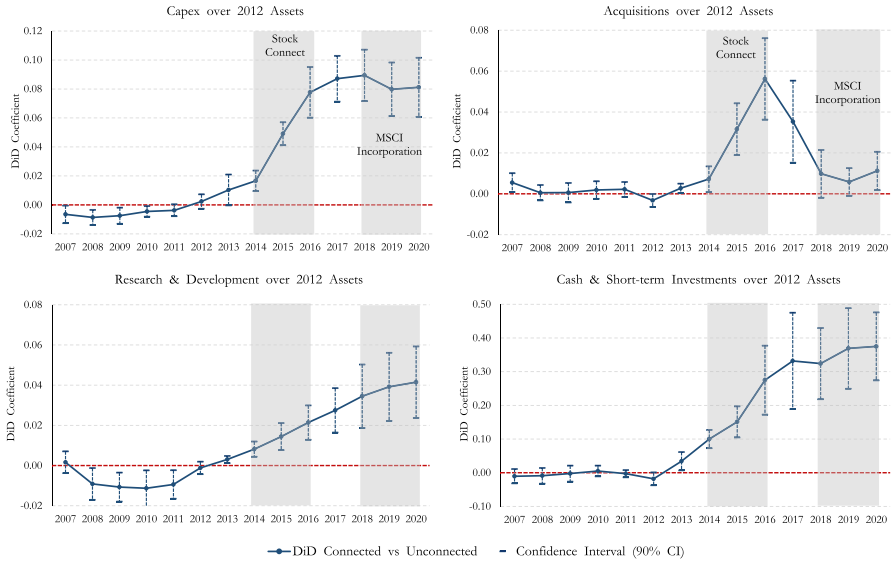 Capex over 2012 Assets
DiD Coefficient
0.12
0.10
0.08
0.06
0.04
0.02
0.00
-0.02
Stock
Connect
MSCI
Incorporation
2007 2008 2009 2010 2011 2012 2013 2014 2015 2016 2017 2018 2019 2020
Acquisitions over 2012 Assets
DiD Coefficient
0.08
0.06
0.04
0.02
0.00
-0.02
Stock
Connect
MSCI
Incorporation
2007 2008 2009 2010 2011 2012 2013 2014 2015 2016 2017 2018 2019 2020
Research & Development over 2012 Assets
DiD Coefficient
0.08
0.06
0.04
0.02
0.00
-0.02
2007 2008 2009 2010 2011 2012 2013 2014 2015 2016 2017 2018 2019 2020
Cash & Short-term Investments over 2012 Assets
DiD Coefficient
0.50
0.40
0.30
0.20
0.10
0.00
-0.10
2007 2008 2009 2010 2011 2012 2013 2014 2015 2016 2017 2018 2019 2020
DiD Connected vs Unconnected
Confidence Interval (90% CI)